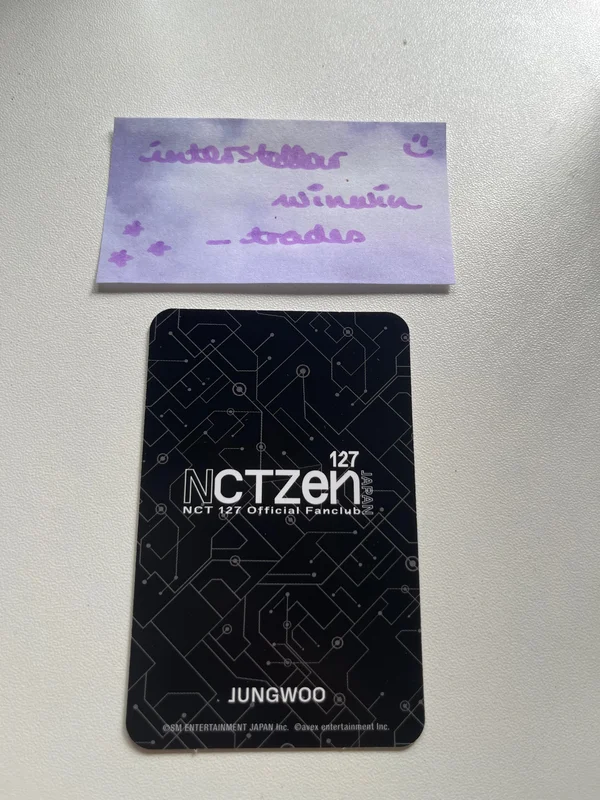 interstellar
winwin
_trades
127
NCTZen
JAPAN
NCT 127 Official Fanclub
JUNGWOO
©SM ENTERTAINMENT JAPAN Inc. ©avex entertainment Inc.